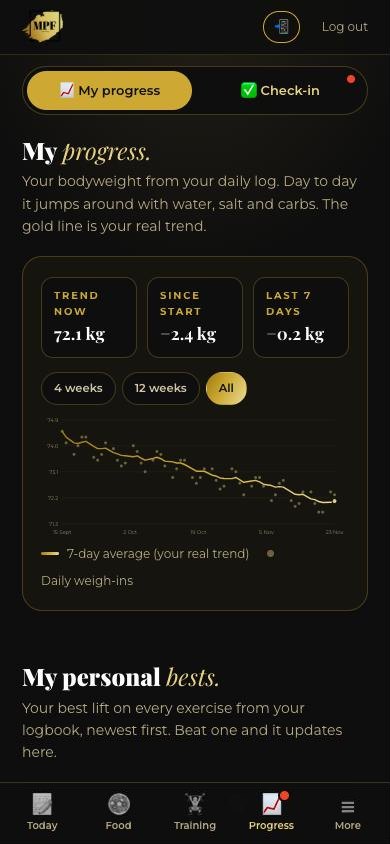 MPF
Log out
My progress
Check-in
My progress.
Your bodyweight from your daily log. Day to day
it jumps around with water, salt and carbs. The
gold line is your real trend.
TREND
NOW
72.1 kg
SINCE
START
−2.4 kg
LAST 7
DAYS
−0.2 kg
4 weeks
12 weeks
All
74.9
74.0
73.1
72.2
71.3
15 Sept
2 Oct
19 Oct
5 Nov
23 Nov
7-day average (your real trend)
Daily weigh-ins
My personal bests.
Your best lift on every exercise from your
logbook, newest first. Beat one and it updates
here.
Today
Food
Training
Progress
More